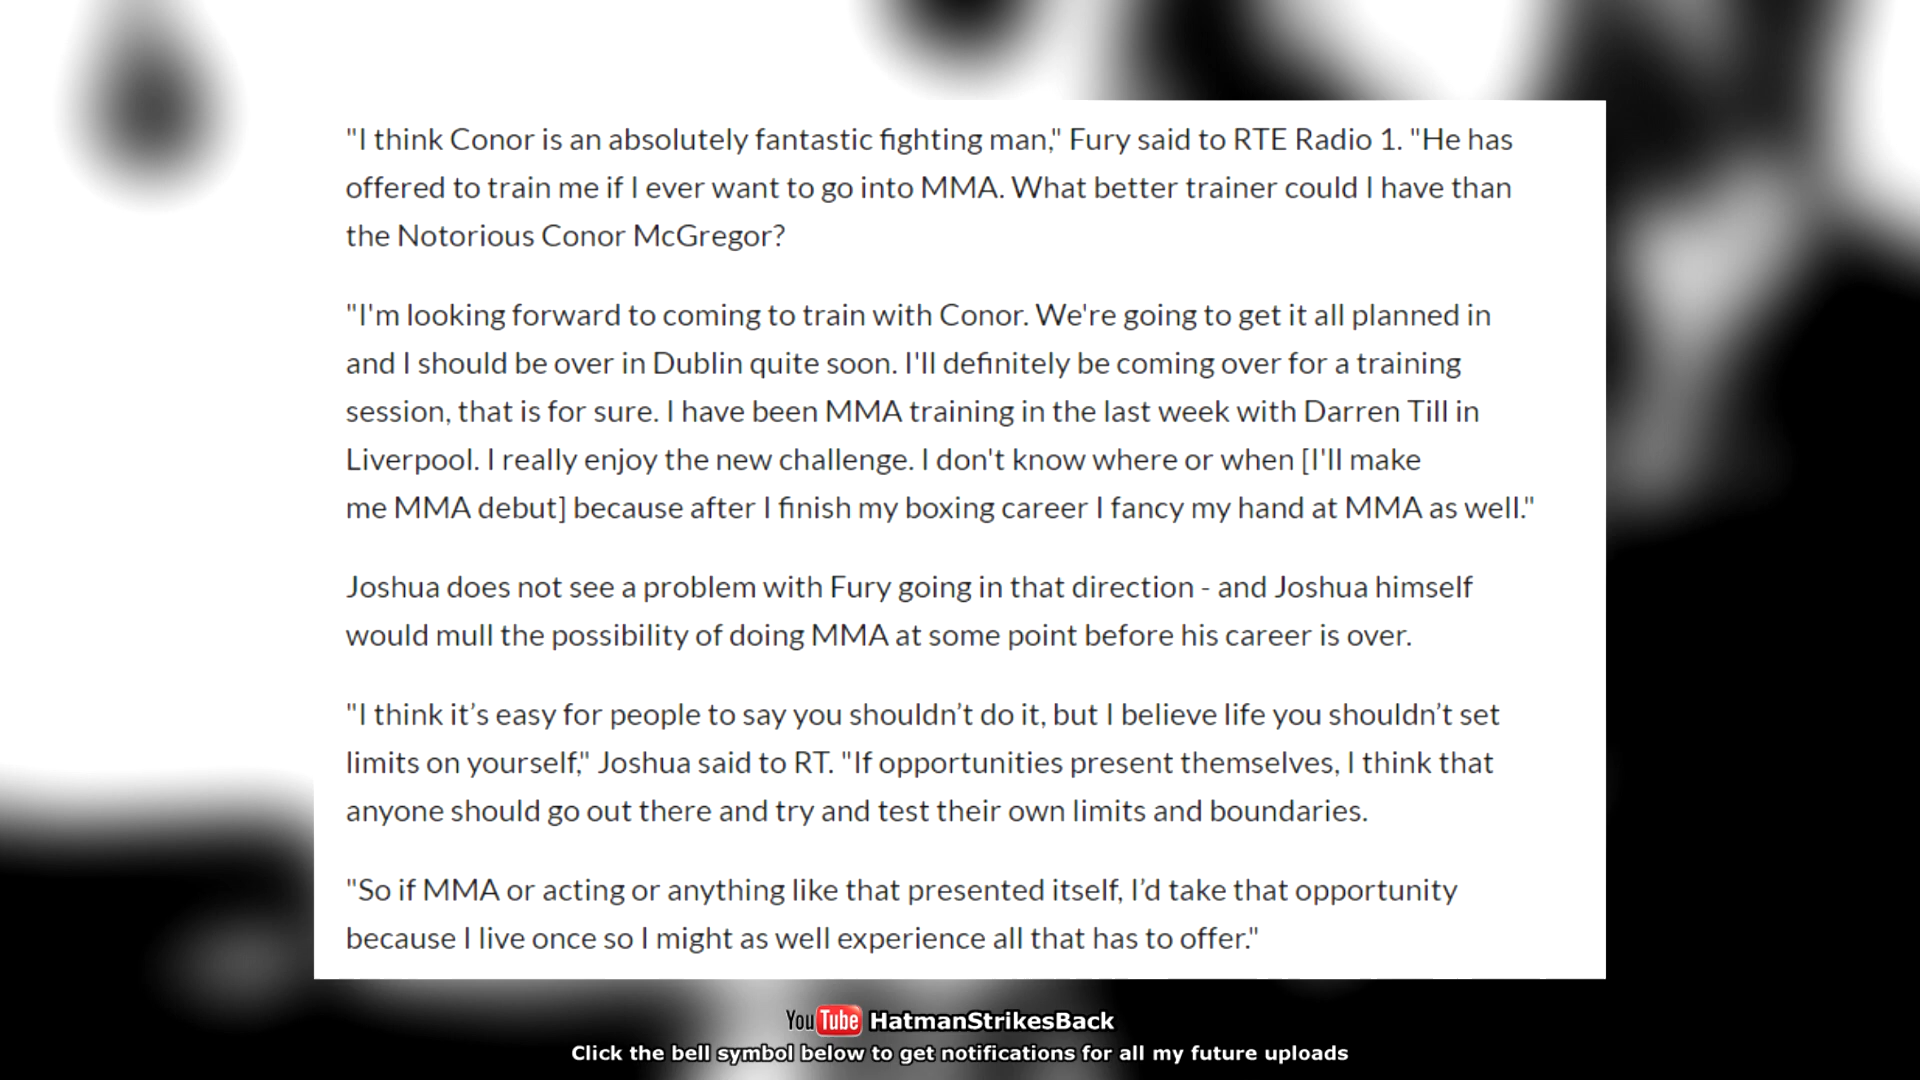 "I think Conor is an absolutely fantastic fighting man," Fury said to RTE Radio 1. "He has
offered to train me if I ever want to go into MMA. What better trainer could I have than
the Notorious Conor McGregor?
"I'm looking forward to coming to train with Conor. We're going to get it all planned in
and I should be over in Dublin quite soon. I'll definitely be coming over for a training
session, that is for sure. I have been MMA training in the last week with Darren Till in
Liverpool. I really enjoy the new challenge. I don't know where or when [I'll make
me MMA debut] because after I finish my boxing career I fancy my hand at MMA as well."
Joshua does not see a problem with Fury going in that direction - and Joshua himself
would mull the possibility of doing MMA at some point before his career is over.
"I think it’s easy for people to say you shouldn’t do it, but I believe life you shouldn’t set
limits on yourself," Joshua said to RT. "If opportunities present themselves, I think that
anyone should go out there and try and test their own limits and boundaries.
"So if MMA or acting or anything like that presented itself, I’d take that opportunity
because I live once so I might as well experience all that has to offer."
YouTube HatmanStrikesBack
Click the bell symbol below to get notifications for all my future uploads